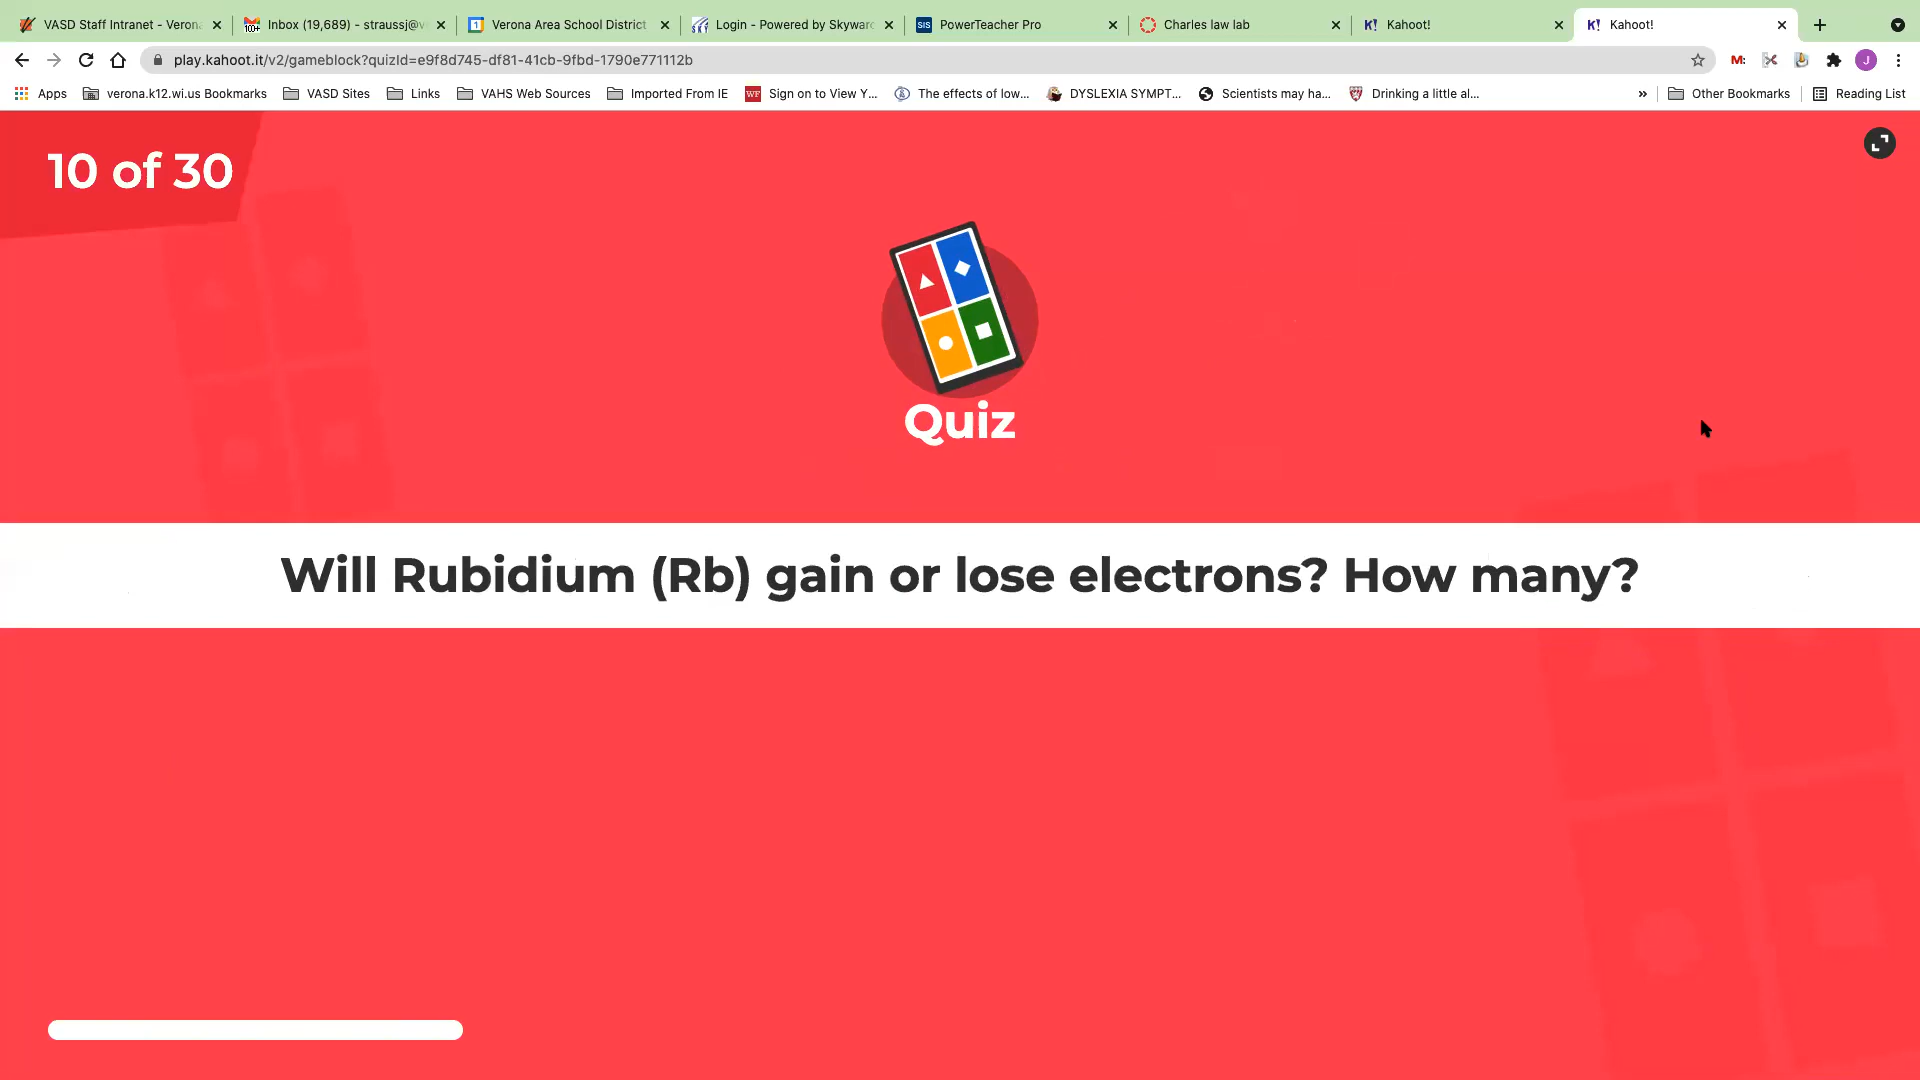 VASD Staff Intranet - Verona
Inbox (19,689) - straussj@v
Verona Area School District
Login - Powered by Skyware
SIS
PowerTeacher Pro
Charles law lab
K! Kahoot!
K! Kahoot!
play.kahoot.it/v2/gameblock?quizId=e9f8d745-df81-41cb-9fbd-1790e771112b
M:
J
Apps
verona.k12.wi.us Bookmarks
VASD Sites
Links
VAHS Web Sources
Imported From IE
WF Sign on to View Y...
The effects of low...
DYSLEXIA SYMPT...
Scientists may ha...
Drinking a little al...
»
Other Bookmarks
Reading List
10 of 30
Quiz
Will Rubidium (Rb) gain or lose electrons? How many?